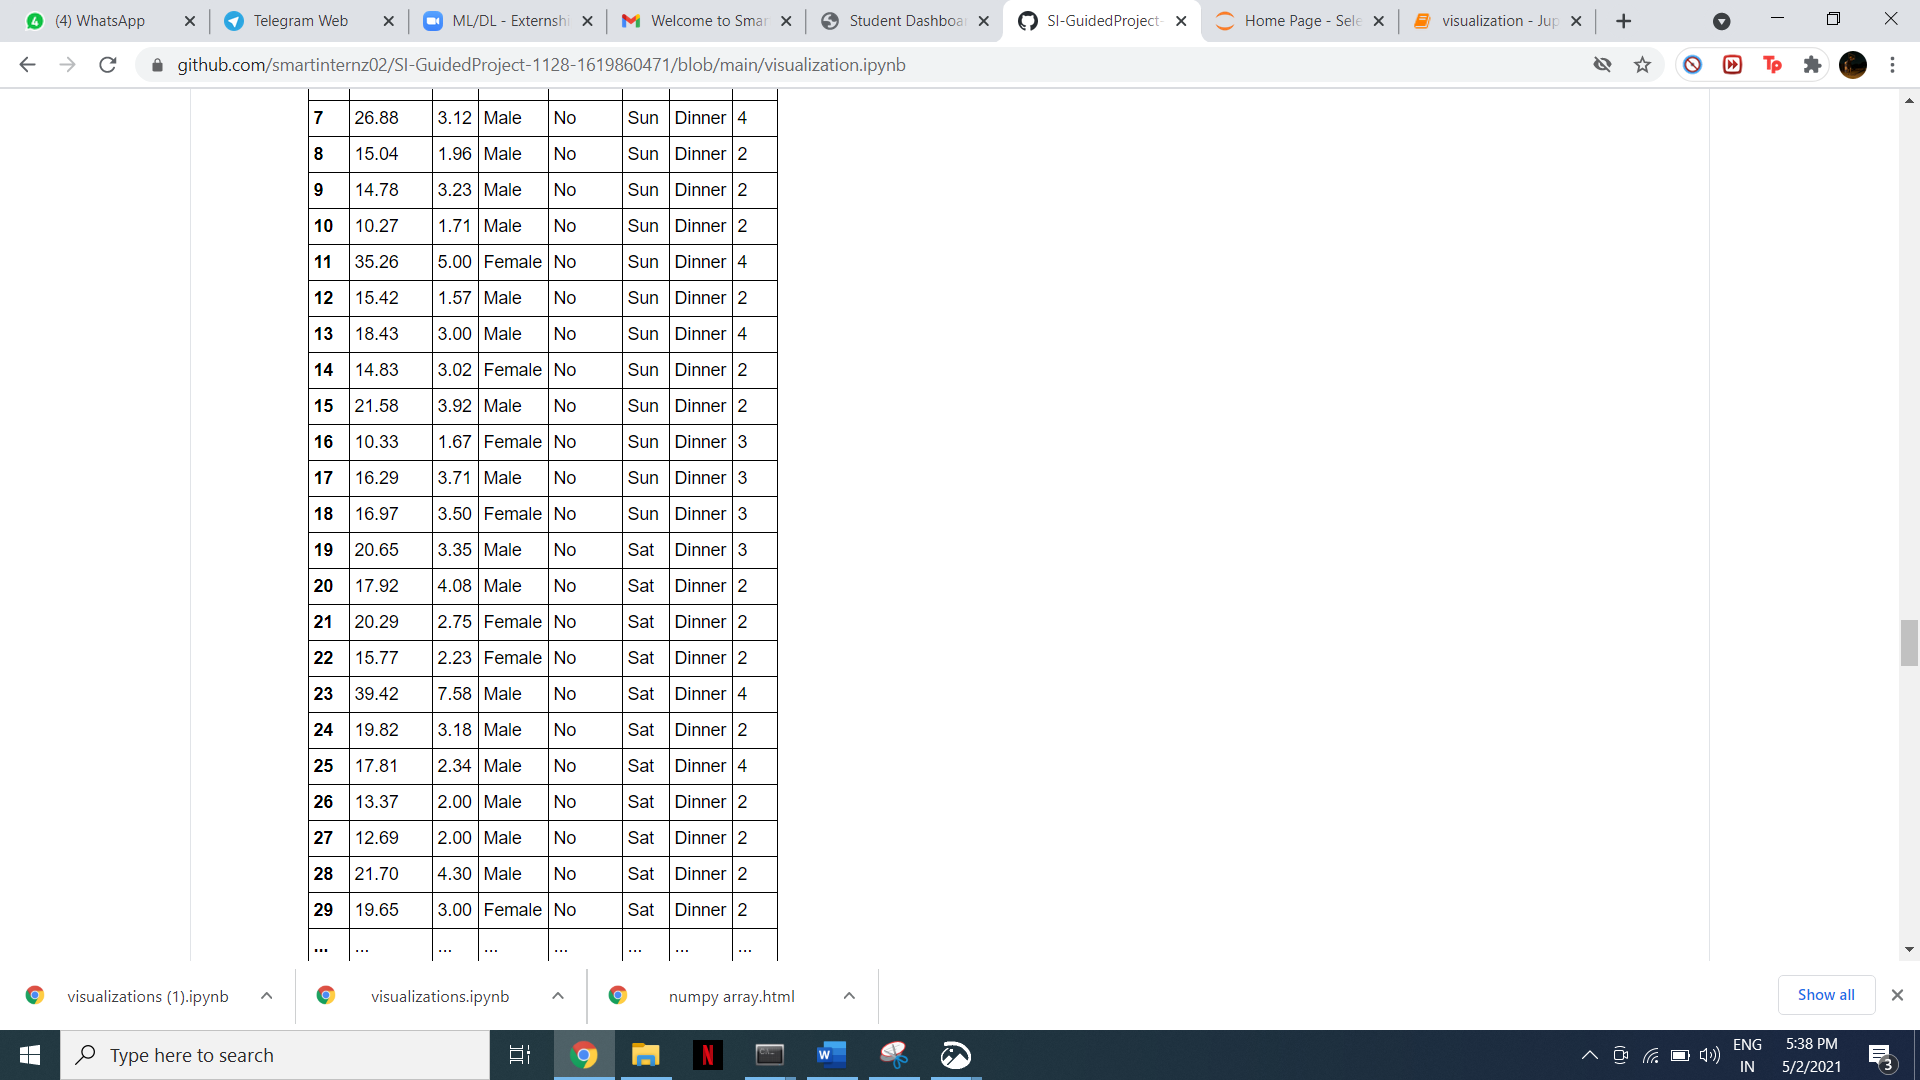 (4) WhatsApp
Telegram Web
ML/DL - Externshi
Welcome to Smar
Student Dashboar
SI-GuidedProject-
Home Page - Sele
visualization - Jup
github.com/smartinternz02/SI-GuidedProject-1128-1619860471/blob/main/visualization.ipynb
7 26.88 3.12 Male No Sun Dinner 4
8 15.04 1.96 Male No Sun Dinner 2
9 14.78 3.23 Male No Sun Dinner 2
10 10.27 1.71 Male No Sun Dinner 2
11 35.26 5.00 Female No Sun Dinner 4
12 15.42 1.57 Male No Sun Dinner 2
13 18.43 3.00 Male No Sun Dinner 4
14 14.83 3.02 Female No Sun Dinner 2
15 21.58 3.92 Male No Sun Dinner 2
16 10.33 1.67 Female No Sun Dinner 3
17 16.29 3.71 Male No Sun Dinner 3
18 16.97 3.50 Female No Sun Dinner 3
19 20.65 3.35 Male No Sat Dinner 3
20 17.92 4.08 Male No Sat Dinner 2
21 20.29 2.75 Female No Sat Dinner 2
22 15.77 2.23 Female No Sat Dinner 2
23 39.42 7.58 Male No Sat Dinner 4
24 19.82 3.18 Male No Sat Dinner 2
25 17.81 2.34 Male No Sat Dinner 4
26 13.37 2.00 Male No Sat Dinner 2
27 12.69 2.00 Male No Sat Dinner 2
28 21.70 4.30 Male No Sat Dinner 2
29 19.65 3.00 Female No Sat Dinner 2
... ... ... ... ... ... ... ...
visualizations (1).ipynb
visualizations.ipynb
numpy array.html
Show all
Type here to search
ENG
IN
5:38 PM
5/2/2021
3